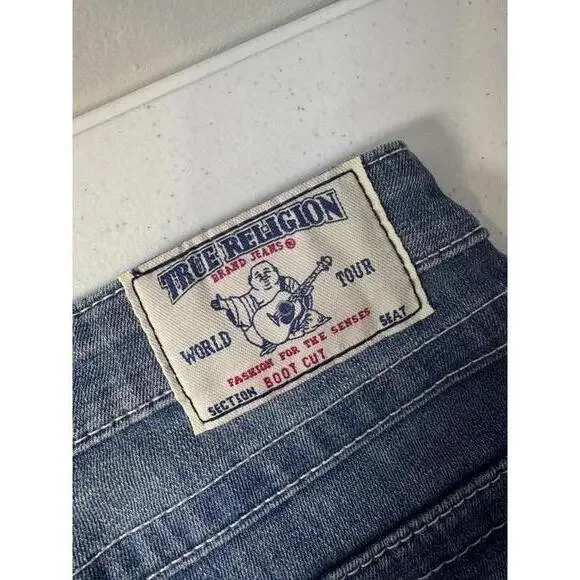 TRUE RELIGION
BRAND JEANS®
WORLD TOUR
FASHION FOR THE SENSES
SECTION BOOT CUT SEAT